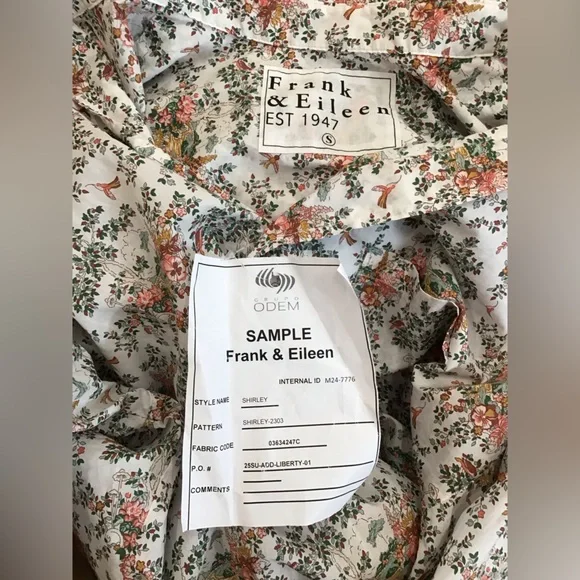 Frank
& Eileen
EST 1947
S
GRUPO
ODEM
SAMPLE
Frank & Eileen
INTERNAL ID M24-7776
STYLE NAME SHIRLEY
PATTERN SHIRLEY-2303
FABRIC CODE 03634247C
P.O. # 25SU-ADD-LIBERTY-01
COMMENTS